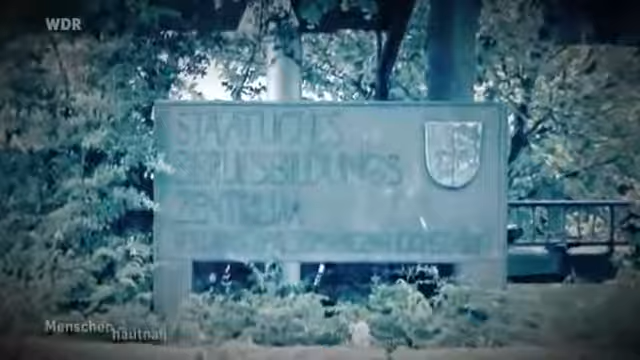 WDR
STAATLICHES
BERUFSBILDUNGS
ZENTRUM
Menschen
hautnah